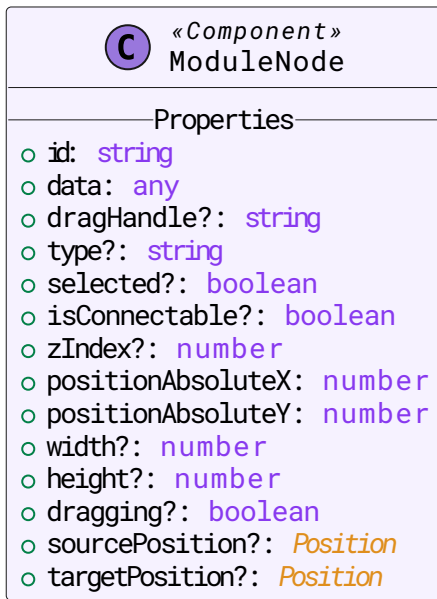 C
«Component»
ModuleNode
Properties
id: string
data: any
dragHandle?: string
type?: string
selected?: boolean
isConnectable?: boolean
zIndex?: number
positionAbsoluteX: number
positionAbsoluteY: number
width?: number
height?: number
dragging?: boolean
sourcePosition?: Position
targetPosition?: Position